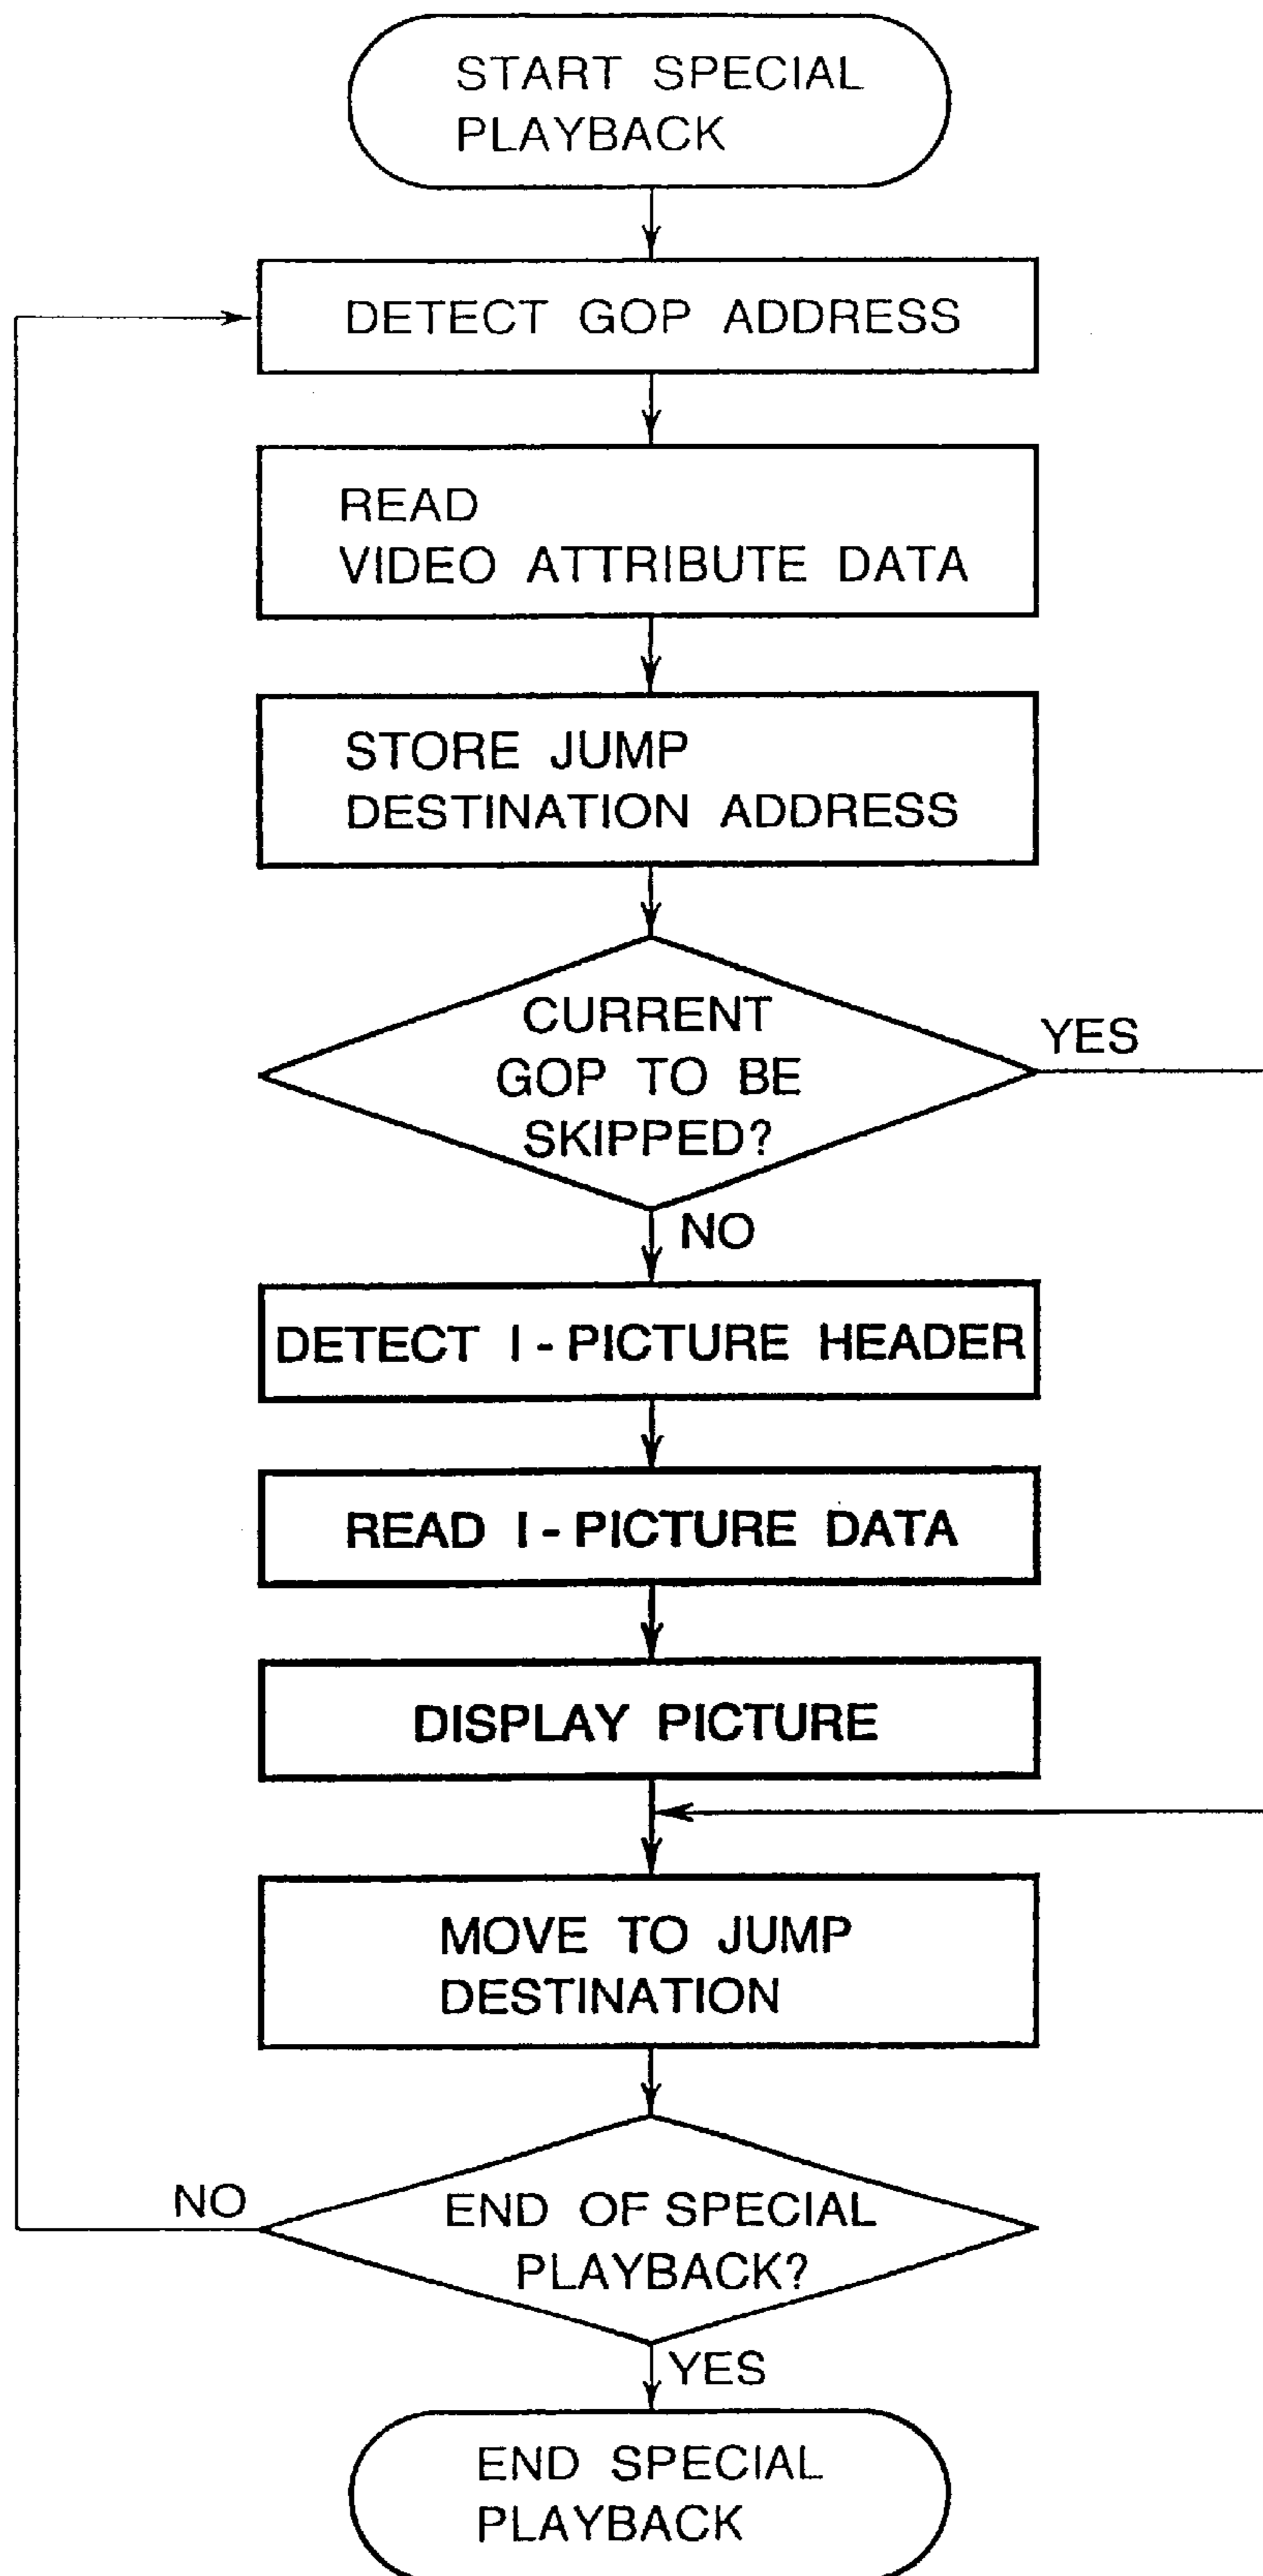 START SPECIAL
PLAYBACK
DETECT GOP ADDRESS
READ
VIDEO ATTRIBUTE DATA
STORE JUMP
DESTINATION ADDRESS
CURRENT
GOP TO BE
SKIPPED?
YES
NO
DETECT I - PICTURE HEADER
READ I - PICTURE DATA
DISPLAY PICTURE
MOVE TO JUMP
DESTINATION
NO
END OF SPECIAL
PLAYBACK?
YES
END SPECIAL
PLAYBACK